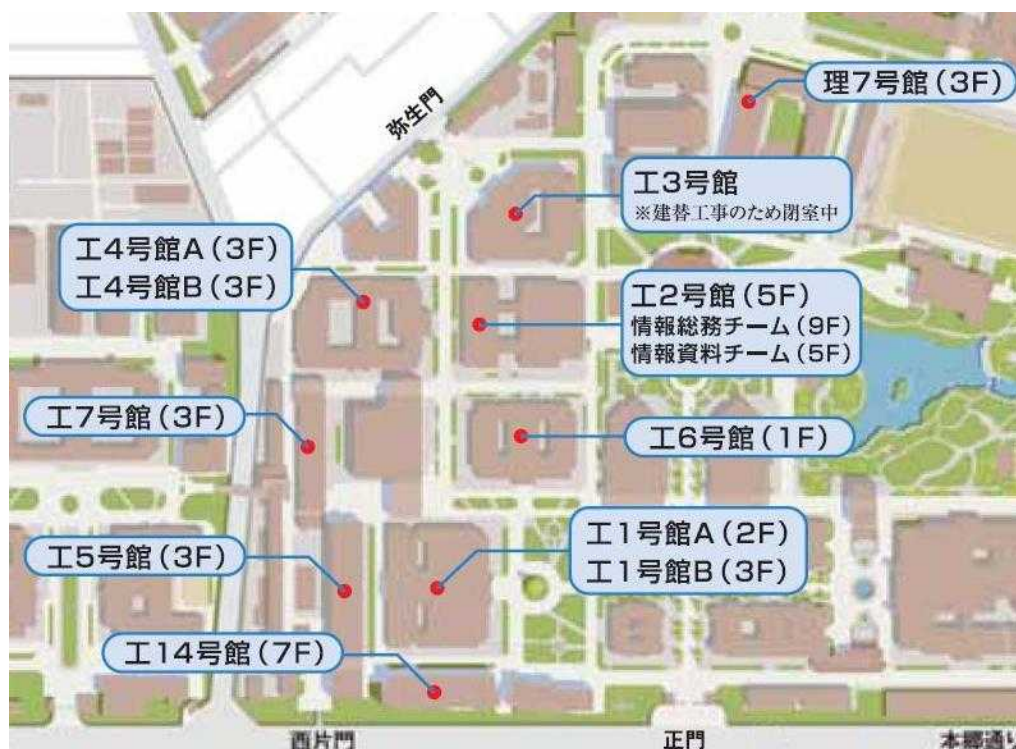 理7号館(3F)
弥生門
工3号館
※建替工事のため閉室中
工4号館A(3F)
工4号館B(3F)
工2号館(5F)
情報総務チーム(9F)
情報資料チーム(5F)
工7号館(3F)
工6号館(1F)
工1号館A(2F)
工1号館B(3F)
工5号館(3F)
工14号館(7F)
西片門
正門
本郷通り